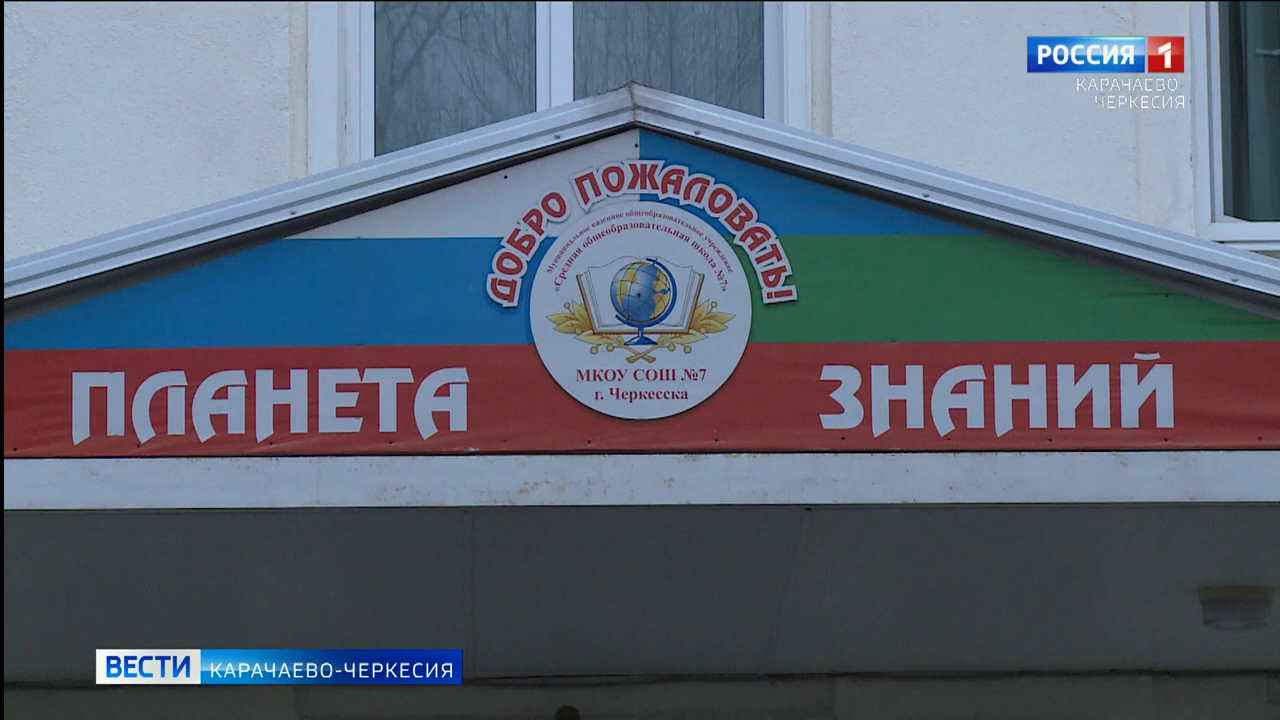 РОССИЯ 1
КАРАЧАЕВО-
ЧЕРКЕСИЯ
ДОБРО ПОЖАЛОВАТЬ!
Муниципальное казенное общеобразовательное учреждение
«Средняя общеобразовательная школа №7»
МКОУ СОШ №7
г. Черкесска
ПЛАНЕТА ЗНАНИЙ
ВЕСТИ КАРАЧАЕВО-ЧЕРКЕСИЯ